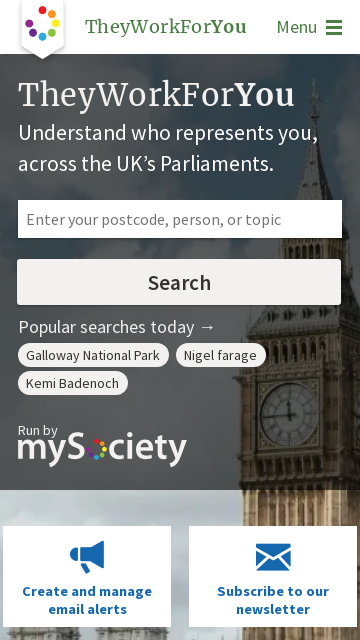 TheyWorkForYou
Menu
TheyWorkForYou
Understand who represents you,
across the UK's Parliaments.
Enter your postcode, person, or topic
Search
Popular searches today →
Galloway National Park
Nigel farage
Kemi Badenoch
Run by
mySociety
Create and manage
email alerts
Subscribe to our
newsletter